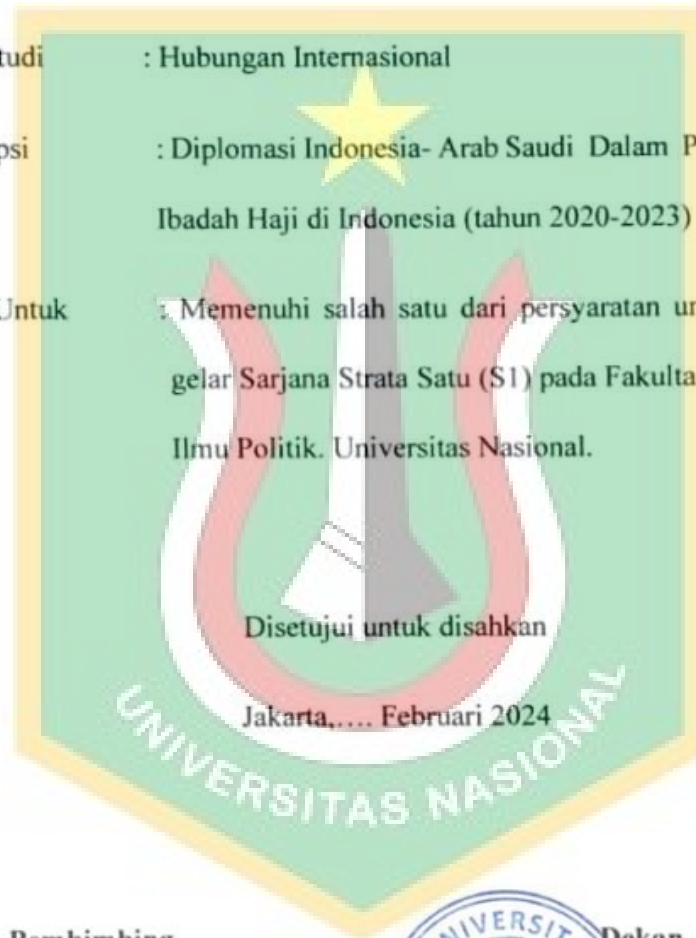 tudi : Hubungan Internasional
psi : Diplomasi Indonesia- Arab Saudi Dalam P
Ibadah Haji di Indonesia (tahun 2020-2023)
Untuk : Memenuhi salah satu dari persyaratan un
gelar Sarjana Strata Satu (S1) pada Fakulta
Ilmu Politik. Universitas Nasional.
Disetujui untuk disahkan
Jakarta,.... Februari 2024
UNIVERSITAS NASIONAL
Pembimbing Dekan
UNIVERSIT